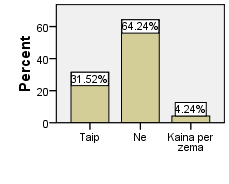 Percent
60
40
20
0
31.52%
64.24%
4.24%
Taip
Ne
Kaina per
zema